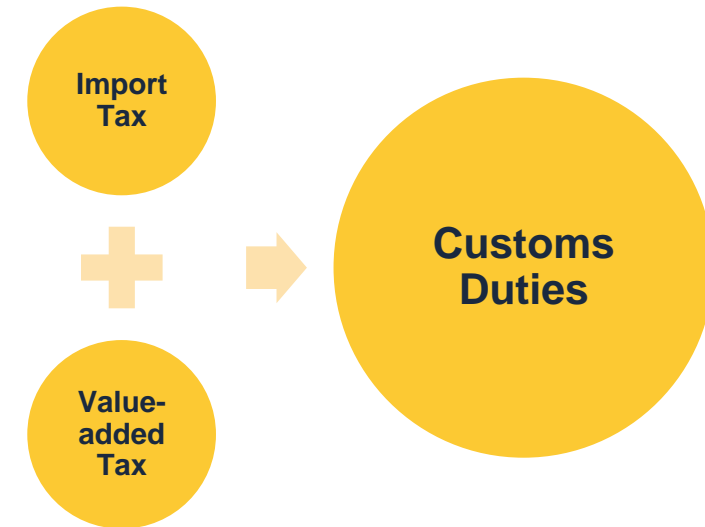 Import
Tax
Customs
Duties
Value-
added
Tax